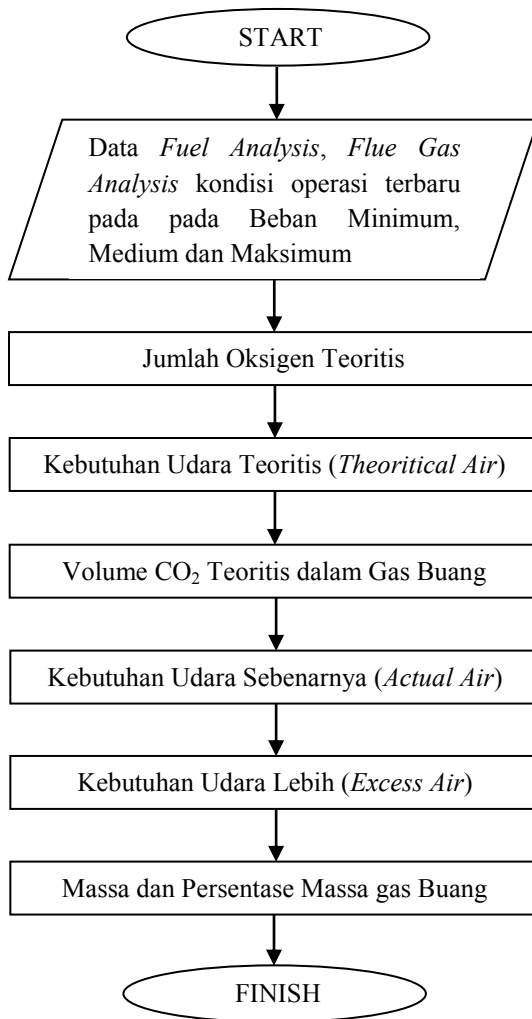 START
Data Fuel Analysis, Flue Gas
Analysis kondisi operasi terbaru
pada pada Beban Minimum,
Medium dan Maksimum
Jumlah Oksigen Teoritis
Kebutuhan Udara Teoritis (Theoritical Air)
Volume CO₂ Teoritis dalam Gas Buang
Kebutuhan Udara Sebenarnya (Actual Air)
Kebutuhan Udara Lebih (Excess Air)
Massa dan Persentase Massa gas Buang
FINISH